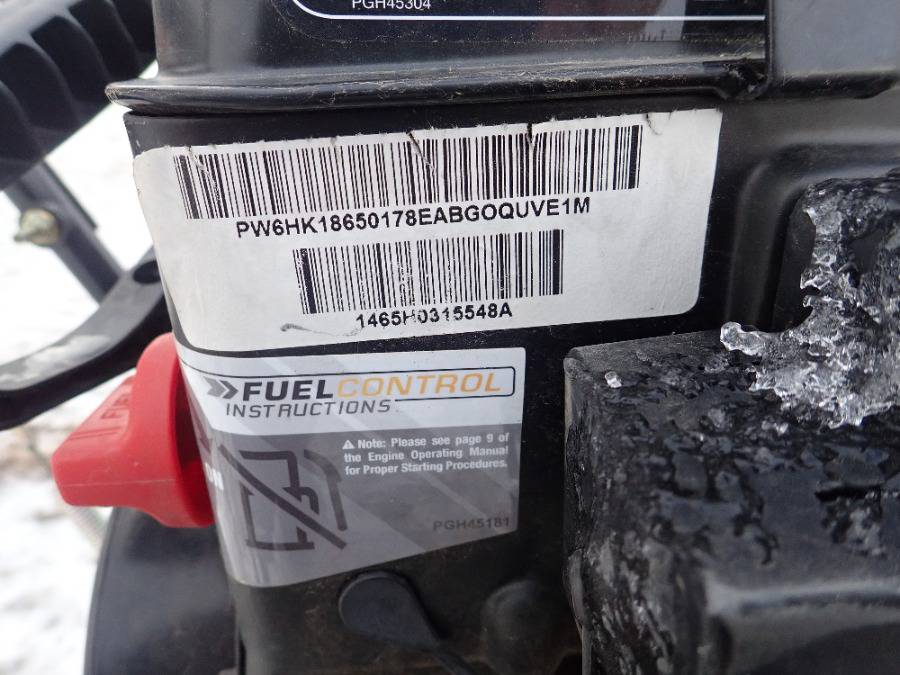 PGH45304
PW6HK18650178EABGOQUVE1M
1465H0315548A
FUELCONTROL
INSTRUCTIONS
Note: Please see page 9 of
the Engine Operating Manual
for Proper Starting Procedures.
ON
PGH45181